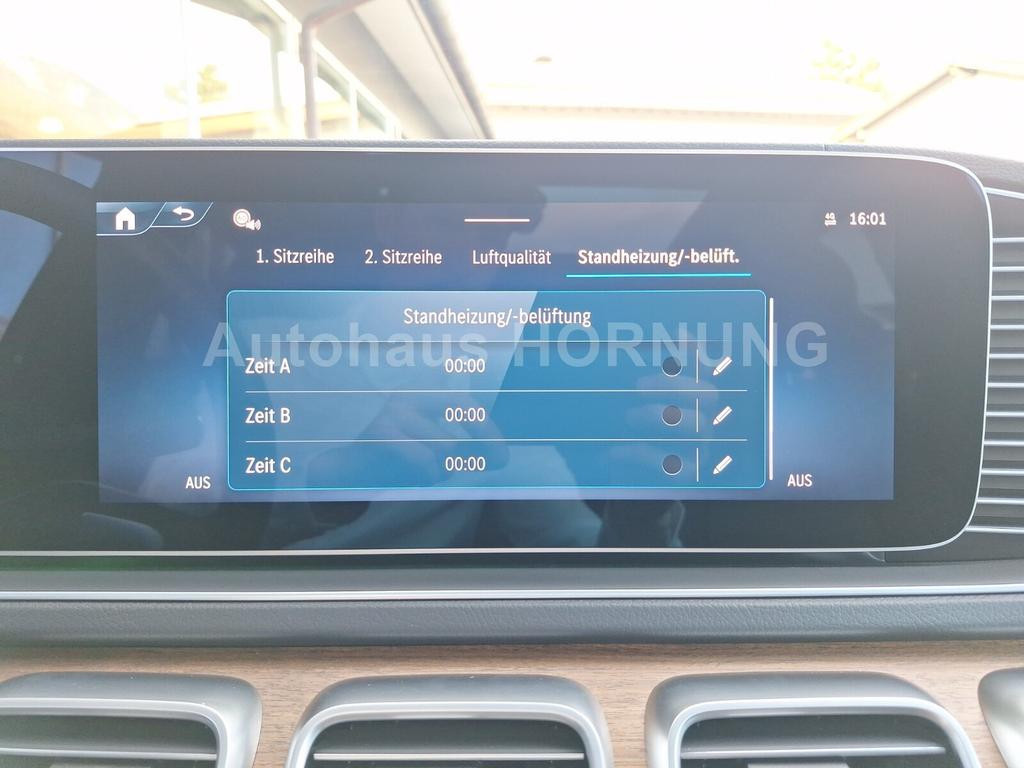 4G 16:01
1. Sitzreihe 2. Sitzreihe Luftqualität Standheizung/-belüft.
Standheizung/-belüftung
Autohaus HORNUNG
Zeit A 00:00
Zeit B 00:00
Zeit C 00:00
AUS AUS